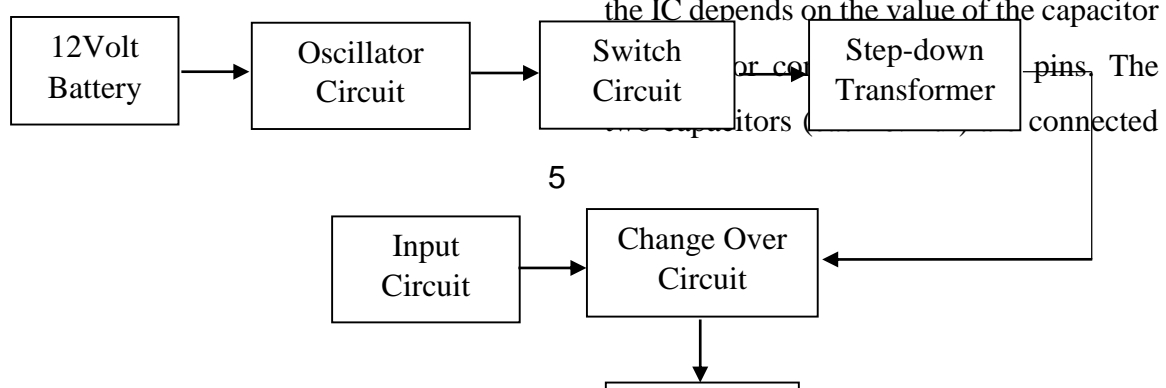 the IC depends on the value of the capacitor
12Volt
Battery
Oscillator
Circuit
Switch
Circuit
Step-down
Transformer
or pins. The
connected
5
Input
Circuit
Change Over
Circuit